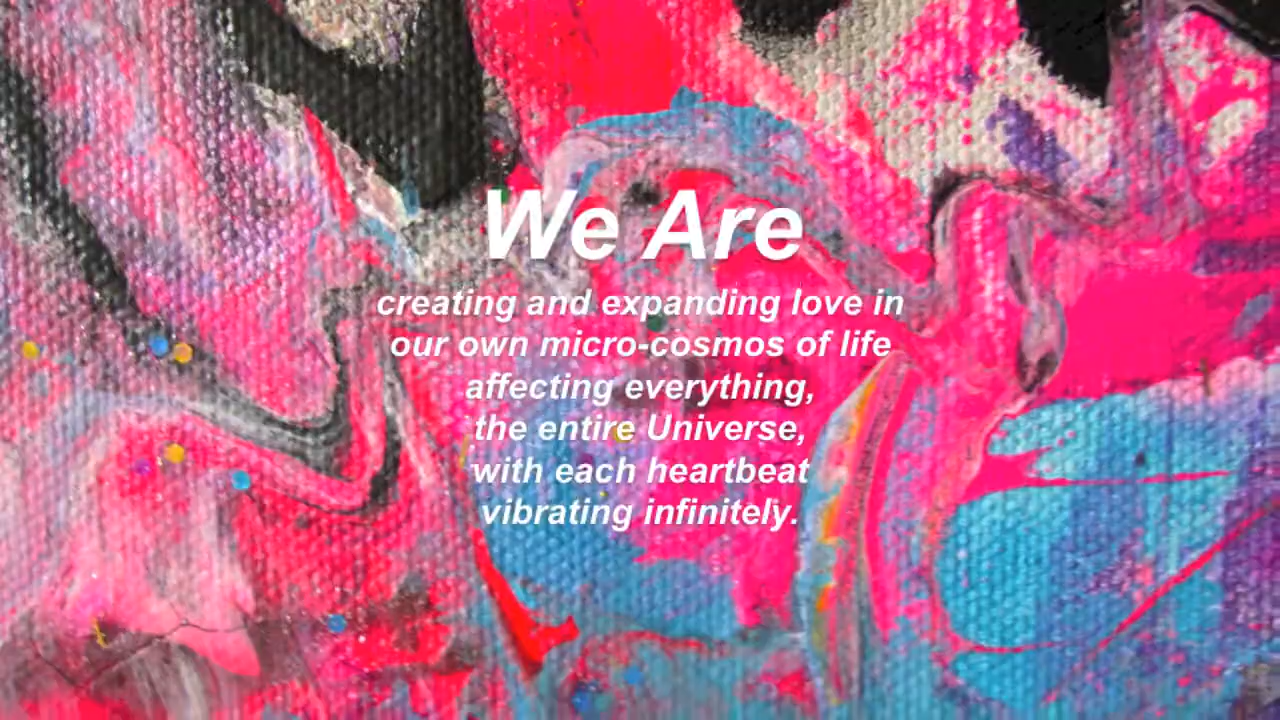 We Are
creating and expanding love in
our own micro-cosmos of life
affecting everything,
the entire Universe,
with each heartbeat
vibrating infinitely.